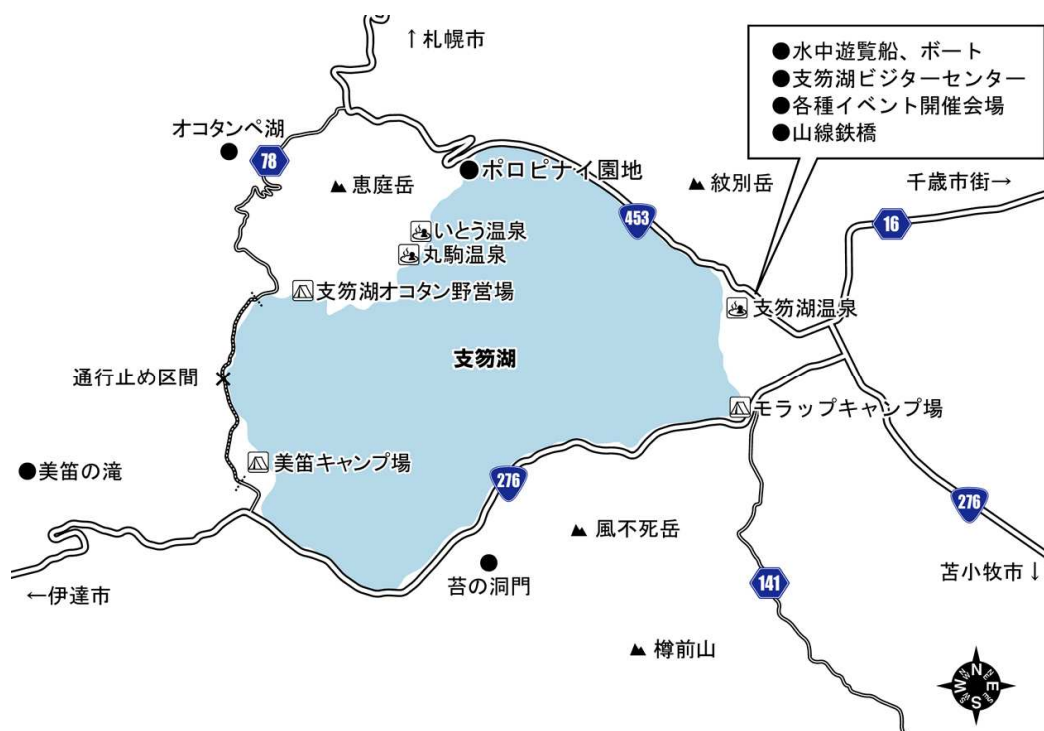 ↑札幌市
●水中遊覧船、ボート
●支笏湖ビジターセンター
●各種イベント開催会場
●山線鉄橋
オコタンペ湖
78
恵庭岳
ポロピナイ園地
紋別岳
千歳市街→
16
453
いとう温泉
丸駒温泉
支笏湖オコタン野営場
支笏湖温泉
支笏湖
通行止め区間
モラップキャンプ場
美笛の滝
美笛キャンプ場
276
276
風不死岳
苔の洞門
141
苫小牧市↓
←伊達市
樽前山
N
NE
E
SE
S
SW
W
NW